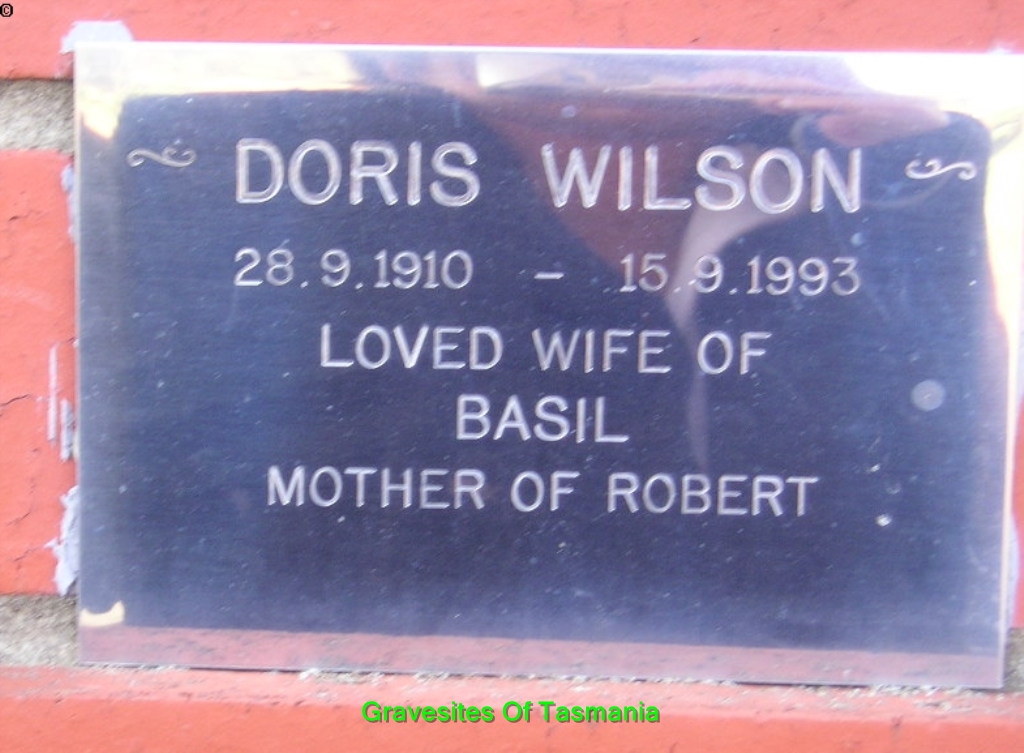 ©
DORIS WILSON
28.9.1910 – 15.9.1993
LOVED WIFE OF
BASIL
MOTHER OF ROBERT
Gravesites Of Tasmania